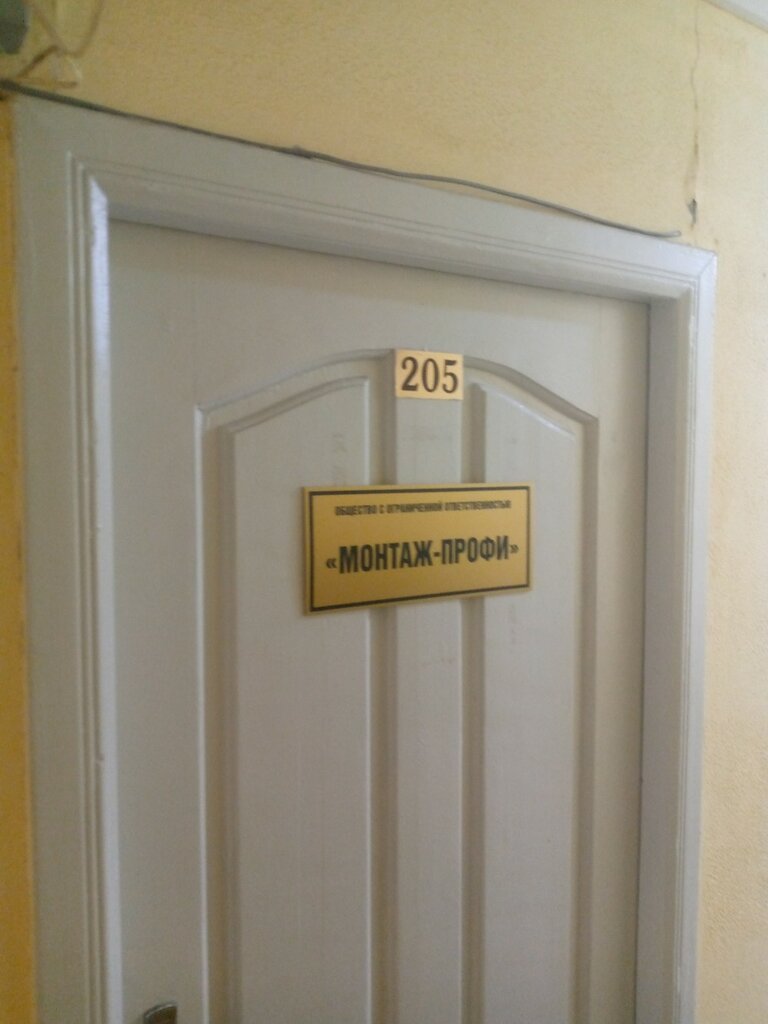 205
ОБЩЕСТВО С ОГРАНИЧЕННОЙ ОТВЕТСТВЕННОСТЬЮ
«МОНТАЖ-ПРОФИ»